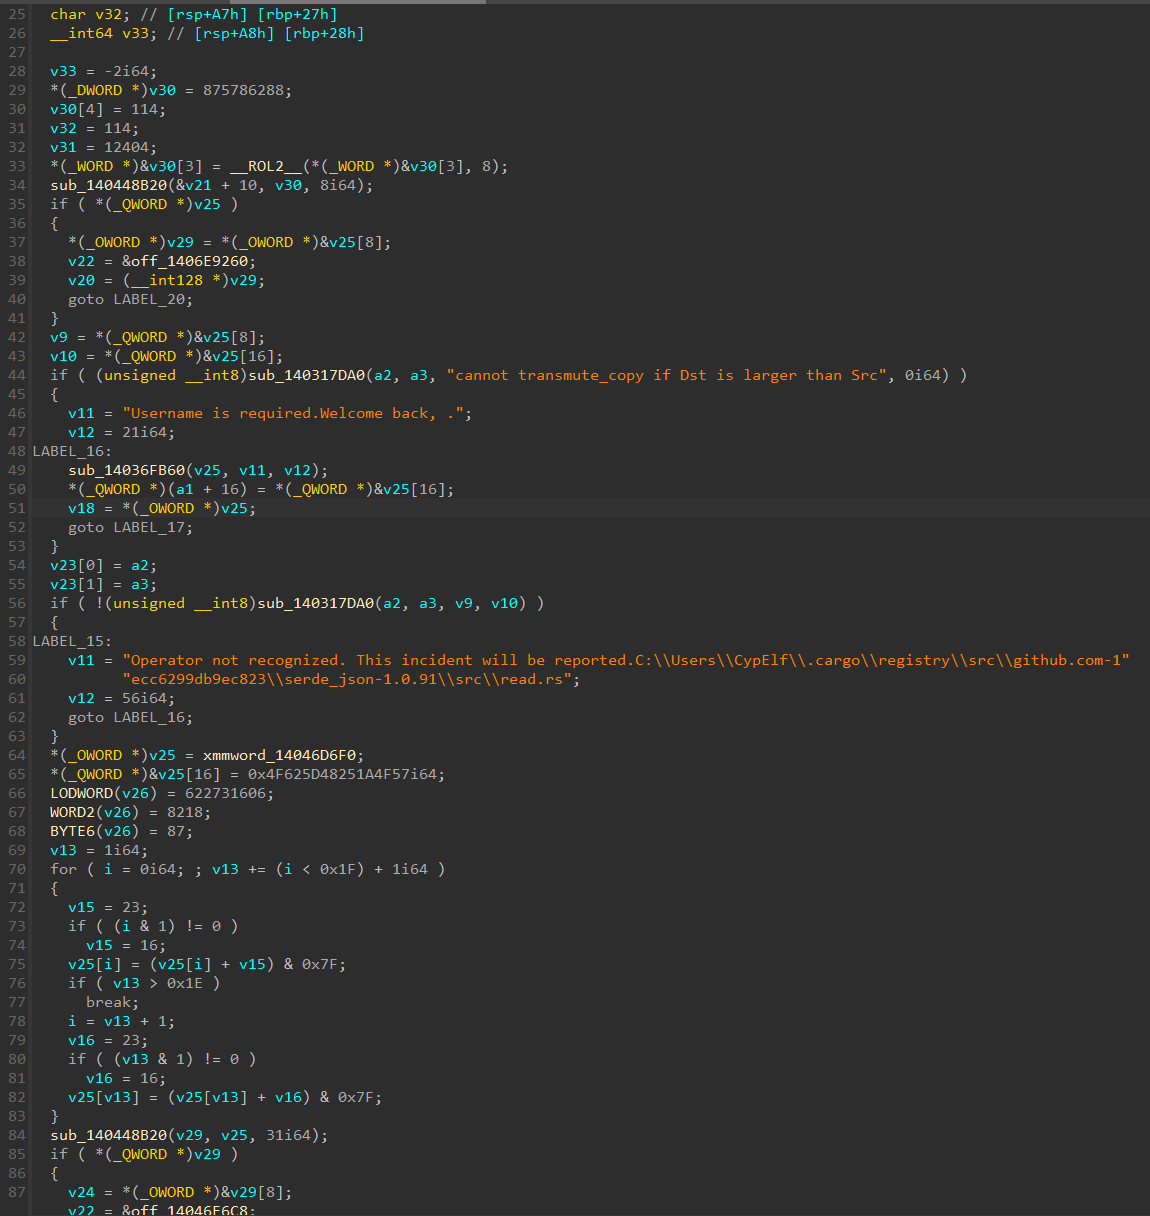 25 char v32; // [rsp+A7h] [rbp+27h]
26 __int64 v33; // [rsp+A8h] [rbp+28h]
27
28 v33 = -2i64;
29 *(_DWORD *)v30 = 875786288;
30 v30[4] = 114;
31 v32 = 114;
32 v31 = 12404;
33 *(_WORD *)&v30[3] = __ROL2__(*(_WORD *)&v30[3], 8);
34 sub_140448B20(&v21 + 10, v30, 8i64);
35 if ( *(_QWORD *)v25 )
36 {
37 *(_OWORD *)v29 = *(_OWORD *)&v25[8];
38 v22 = &off_1406E9260;
39 v20 = (__int128 *)v29;
40 goto LABEL_20;
41 }
42 v9 = *(_QWORD *)&v25[8];
43 v10 = *(_QWORD *)&v25[16];
44 if ( (unsigned __int8)sub_140317DA0(a2, a3, "cannot transmute_copy if Dst is larger than Src", 0i64) )
45 {
46 v11 = "Username is required.Welcome back, .";
47 v12 = 21i64;
48 LABEL_16:
49 sub_14036FB60(v25, v11, v12);
50 *(_QWORD *)(a1 + 16) = *(_QWORD *)&v25[16];
51 v18 = *(_OWORD *)v25;
52 goto LABEL_17;
53 }
54 v23[0] = a2;
55 v23[1] = a3;
56 if ( !(unsigned __int8)sub_140317DA0(a2, a3, v9, v10) )
57 {
58 LABEL_15:
59 v11 = "Operator not recognized. This incident will be reported.C:\\Users\\CypElf\\.cargo\\registry\\src\\github.com-1"
60 "ecc6299db9ec823\\serde_json-1.0.91\\src\\read.rs";
61 v12 = 56i64;
62 goto LABEL_16;
63 }
64 *(_OWORD *)v25 = xmmword_14046D6F0;
65 *(_QWORD *)&v25[16] = 0x4F625D48251A4F57i64;
66 LODWORD(v26) = 622731606;
67 WORD2(v26) = 8218;
68 BYTE6(v26) = 87;
69 v13 = 1i64;
70 for ( i = 0i64; ; v13 += (i < 0x1F) + 1i64 )
71 {
72 v15 = 23;
73 if ( (i & 1) != 0 )
74 v15 = 16;
75 v25[i] = (v25[i] + v15) & 0x7F;
76 if ( v13 > 0x1E )
77 break;
78 i = v13 + 1;
79 v16 = 23;
80 if ( (v13 & 1) != 0 )
81 v16 = 16;
82 v25[v13] = (v25[v13] + v16) & 0x7F;
83 }
84 sub_140448B20(v29, v25, 31i64);
85 if ( *(_QWORD *)v29 )
86 {
87 v24 = *(_OWORD *)&v29[8];
v22 = &off_14046E6C8;